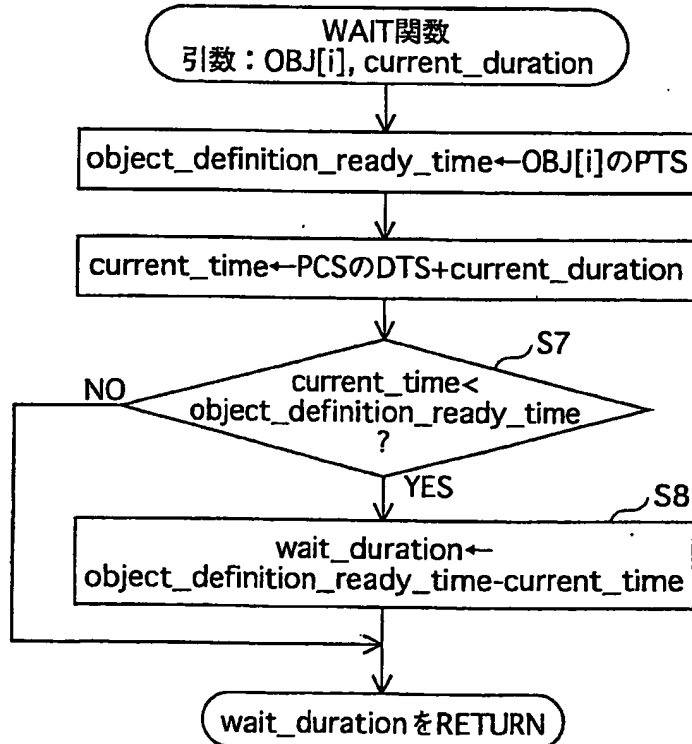 WAIT関数
引数：OBJ[i], current_duration
object_definition_ready_time←OBJ[i]のPTS
current_time←PCSのDTS+current_duration
S7
NO
current_time<
object_definition_ready_time
?
YES
S8
wait_duration←
object_definition_ready_time-current_time
wait_durationをRETURN